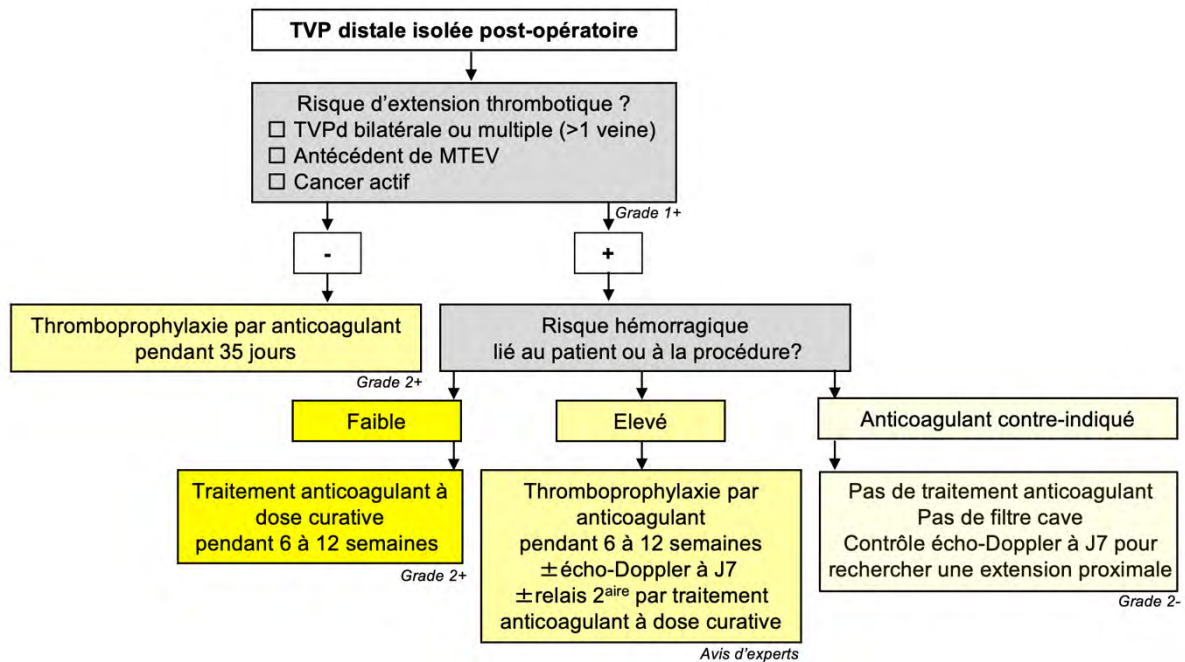 TVP distale isolée post-opératoire
Risque d'extension thrombotique ?
☐ TVPd bilatérale ou multiple (>1 veine)
☐ Antécédent de MTEV
☐ Cancer actif
Grade 1+
-
+
Thromboprophylaxie par anticoagulant
pendant 35 jours
Grade 2+
Risque hémorragique
lié au patient ou à la procédure?
Faible
Elevé
Anticoagulant contre-indiqué
Traitement anticoagulant à
dose curative
pendant 6 à 12 semaines
Grade 2+
Thromboprophylaxie par
anticoagulant
pendant 6 à 12 semaines
±écho-Doppler à J7
±relais 2aire par traitement
anticoagulant à dose curative
Avis d'experts
Pas de traitement anticoagulant
Pas de filtre cave
Contrôle écho-Doppler à J7 pour
rechercher une extension proximale
Grade 2-